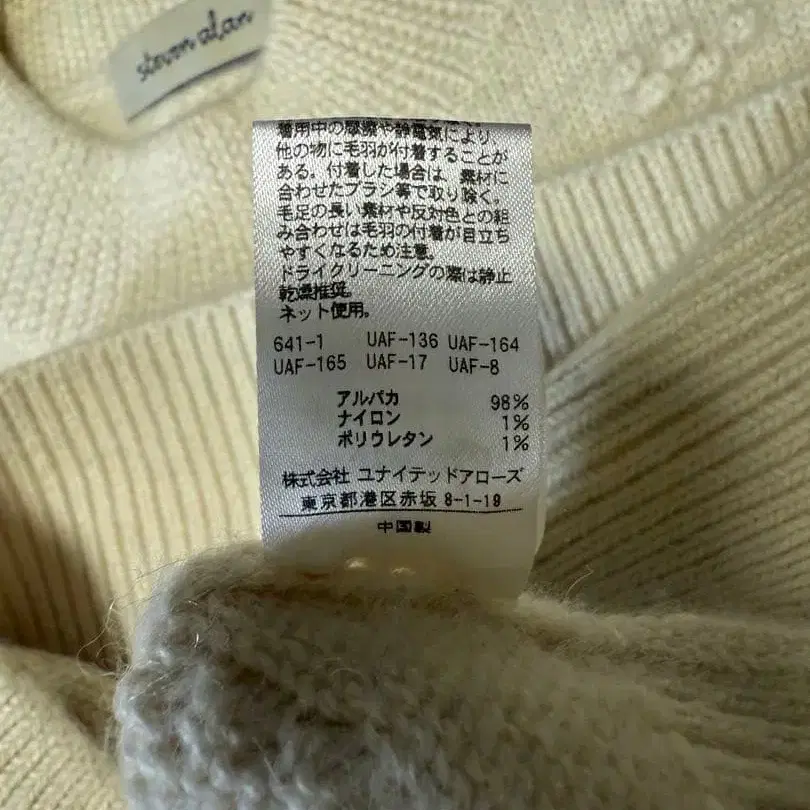 steven alan
着用中の摩擦や静電気により
他の物に毛羽が付着することが
ある。付着した場合は、素材に
合わせたブラシ等で取り除く。
毛足の長い素材や反対色との組
み合わせは毛羽の付着が目立ち
やすくなるため注意。
ドライクリーニングの際は静止
乾燥推奨。
ネット使用。
641-1 UAF-136 UAF-164
UAF-165 UAF-17 UAF-8
アルパカ 98%
ナイロン 1%
ポリウレタン 1%
株式会社 ユナイテッドアローズ
東京都港区赤坂 8-1-19
中国製